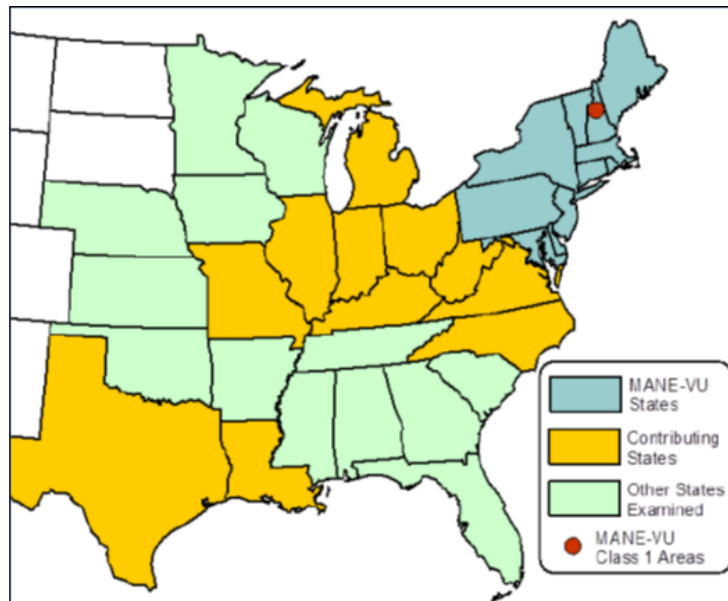 MANE-VU
States
Contributing
States
Other States
Examined
MANE-VU
Class 1 Areas